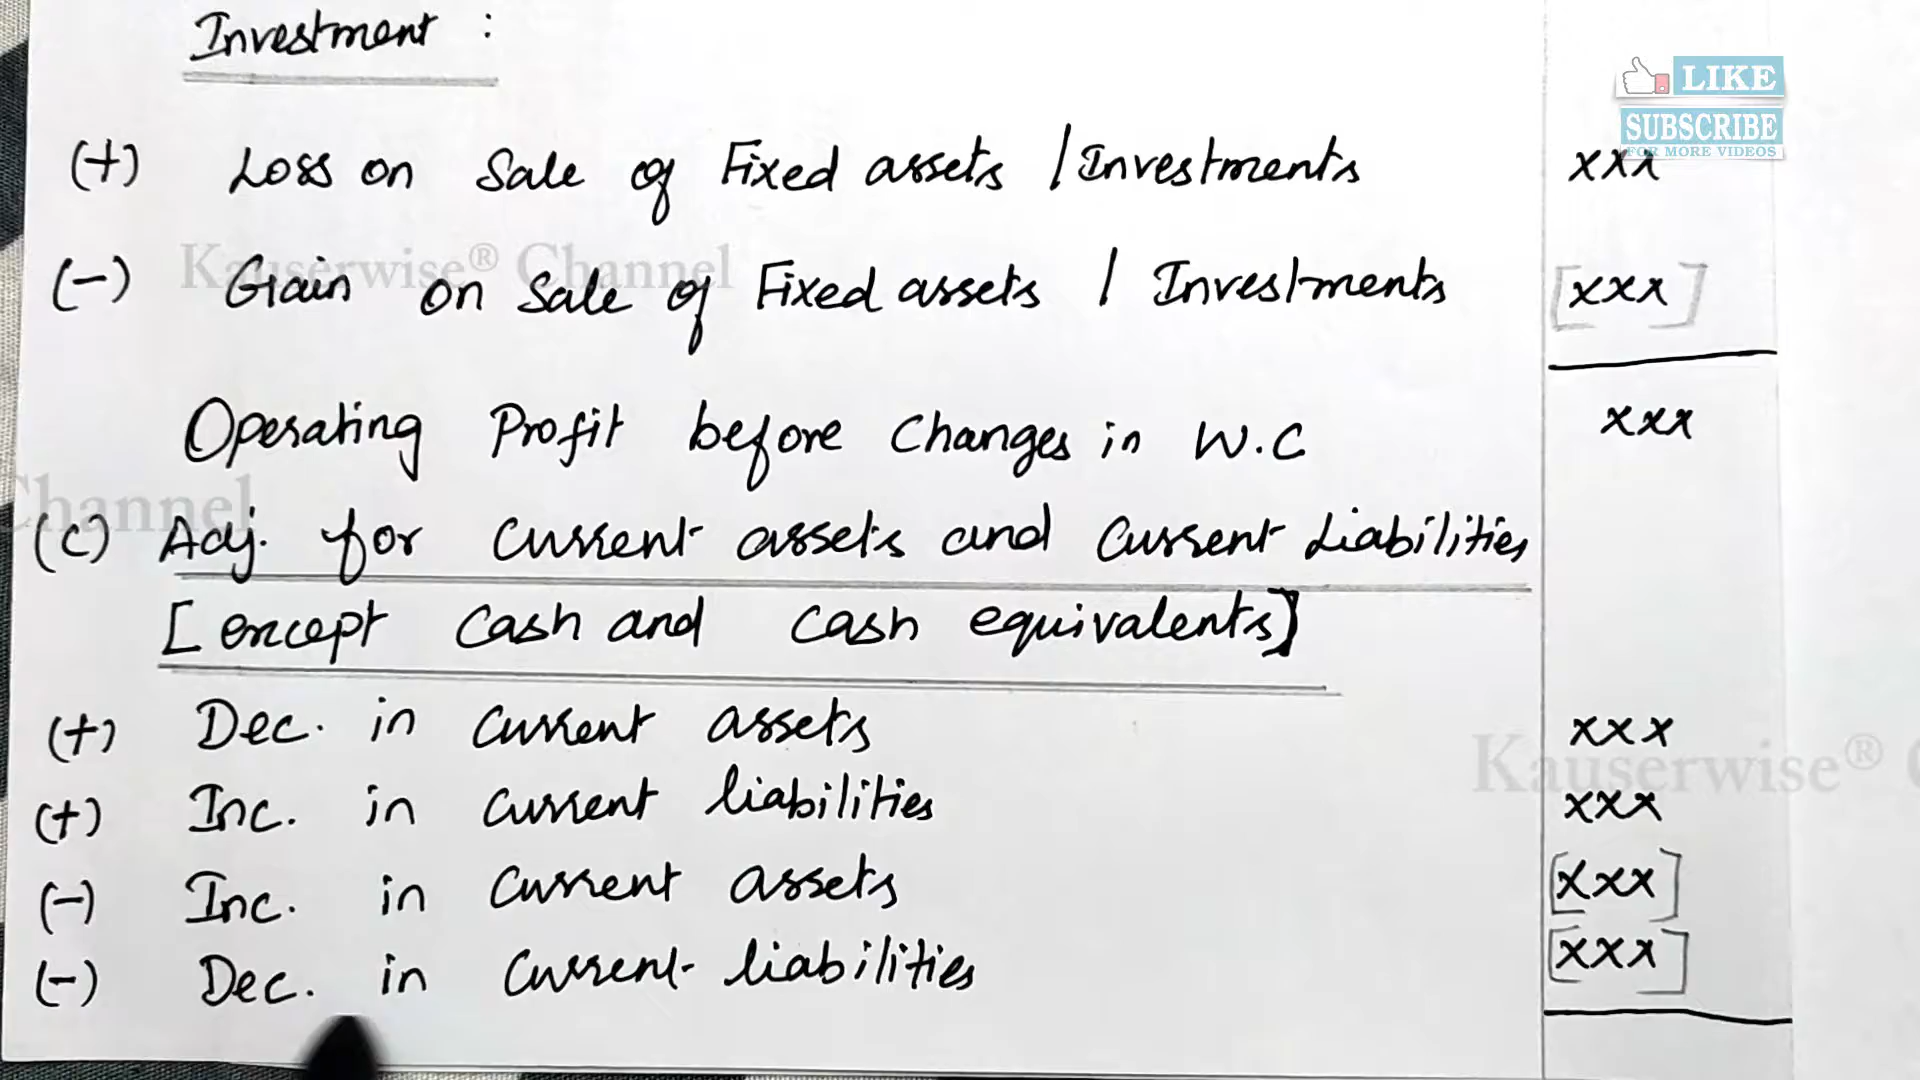 Investment :
LIKE
SUBSCRIBE
FOR MORE VIDEOS
(+) Loss on Sale of Fixed assets / Investments xxx
Kauserwise® Channel
(-) Gain on Sale of Fixed assets / Investments [xxx]
Operating Profit before Changes in W.C xxx
Channel
(C) Adj. for Current assets and Current Liabilities
[except Cash and Cash equivalents]
(+) Dec. in Current assets xxx
Kauserwise® C
(+) Inc. in Current liabilities xxx
(-) Inc. in Current assets [xxx]
(-) Dec. in Current liabilities [xxx]